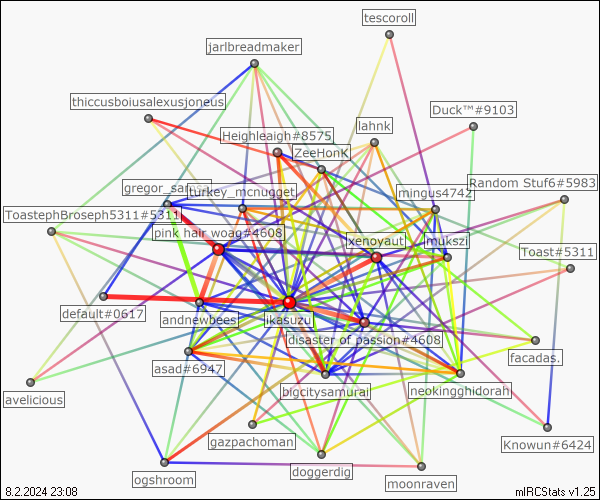 tescoroll
jarlbreadmaker
thiccusboiusalexusjoneus
Duck™#9103
lahnk
Heighleaigh#8575
ZeeHonK
gregor_sa
turkey_mcnugget
mingus4742
Random Stuf6#5983
ToastephBroseph5311#5311
pink hair woag#4608
xenoyaut
mukszi
Toast#5311
default#0617
andnewbees
ikasuzu
disaster of passion#4608
facadas.
asad#6947
avelicious
bigcitysamurai
neokingghidorah
gazpachoman
Knowun#6424
doggerdig
ogshroom
moonraven
8.2.2024 23:08
mIRCStats v1.25